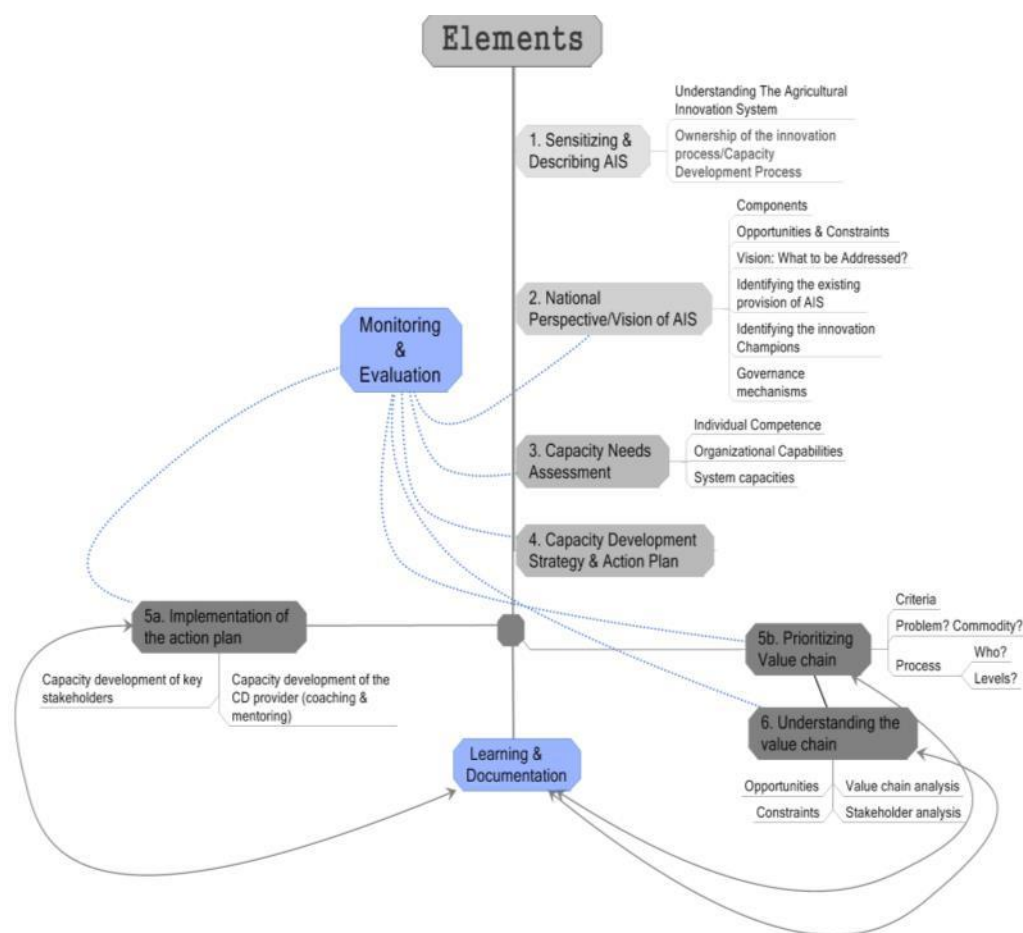 Elements
Understanding The Agricultural
Innovation System
1. Sensitizing &
Describing AIS
Ownership of the innovation
process/Capacity
Development Process
Components
Opportunities & Constraints
Vision: What to be Addressed?
2. National
Perspective/Vision of AIS
Identifying the existing
provision of AIS
Identifying the innovation
Champions
Governance
mechanisms
Monitoring
&
Evaluation
3. Capacity Needs
Assessment
Individual Competence
Organizational Capabilities
System capacities
4. Capacity Development
Strategy & Action Plan
5a. Implementation of
the action plan
Capacity development of key
stakeholders
Capacity development of the
CD provider (coaching &
mentoring)
5b. Prioritizing
Value chain
Criteria
Problem? Commodity?
Process
Who?
Levels?
6. Understanding the
value chain
Opportunities
Constraints
Value chain analysis
Stakeholder analysis
Learning &
Documentation